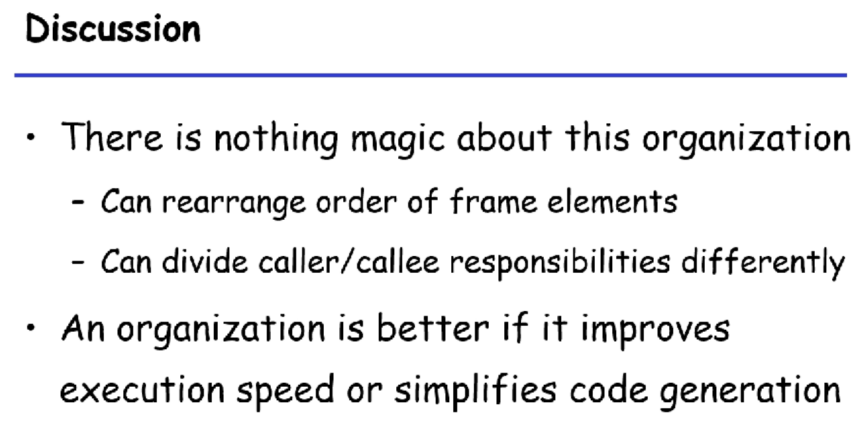 Discussion
• There is nothing magic about this organization
– Can rearrange order of frame elements
– Can divide caller/callee responsibilities differently
• An organization is better if it improves
execution speed or simplifies code generation